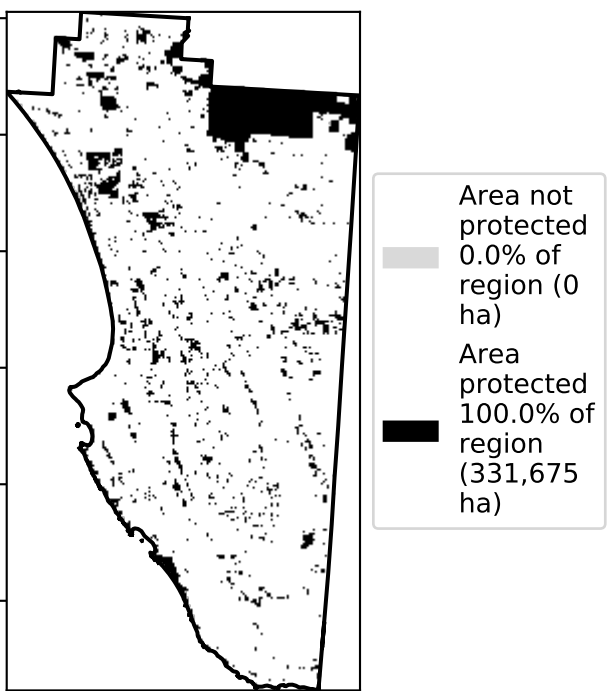 Area not
protected
0.0% of
region (0
ha)
Area
protected
100.0% of
region
(331,675
ha)